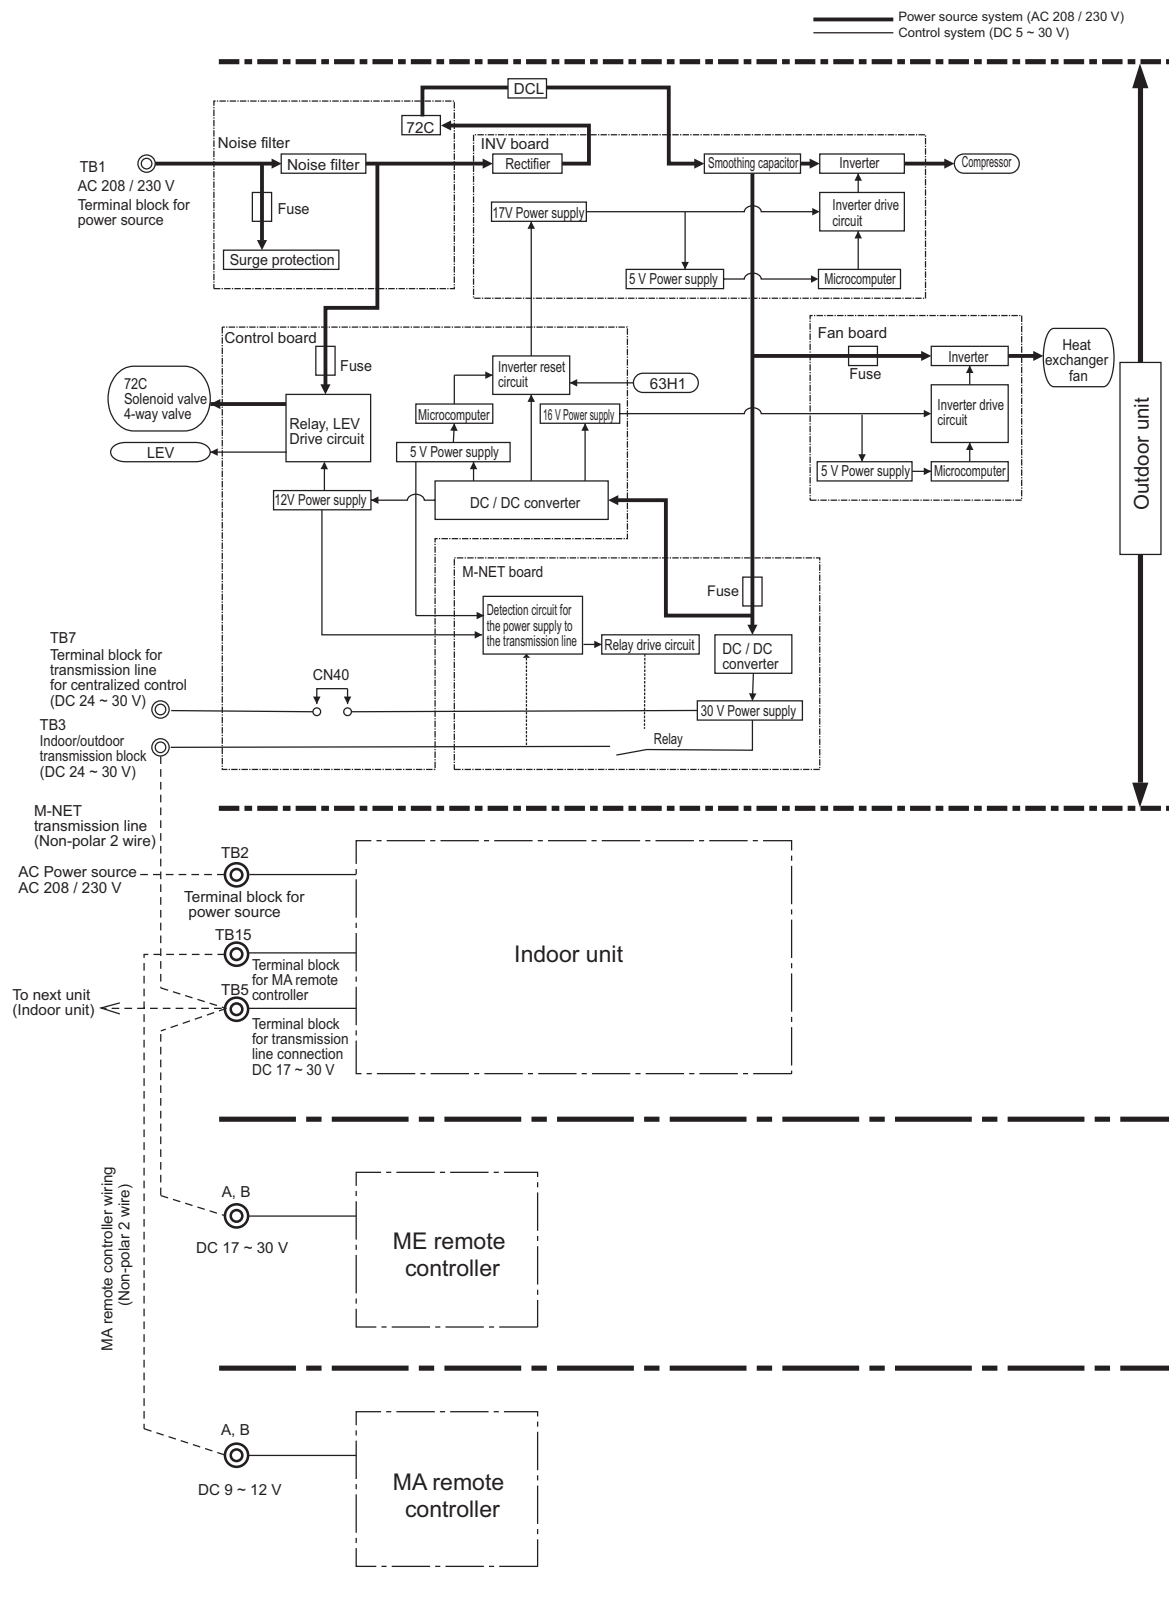 Power source system (AC 208 / 230 V)
Control system (DC 5 ~ 30 V)
DCL
72C
Noise filter
INV board
TB1
AC 208 / 230 V
Terminal block for
power source
Noise filter
Rectifier
Smoothing capacitor
Inverter
Compressor
Fuse
17V Power supply
Inverter drive
circuit
Surge protection
5 V Power supply
Microcomputer
Control board
Fan board
Fuse
Inverter reset
circuit
63H1
Fuse
Inverter
Heat
exchanger
fan
72C
Solenoid valve
4-way valve
Relay, LEV
Drive circuit
Microcomputer
16 V Power supply
Inverter drive
circuit
LEV
5 V Power supply
5 V Power supply
Microcomputer
12V Power supply
DC / DC converter
Outdoor unit
M-NET board
Fuse
Detection circuit for
the power supply to
the transmission line
Relay drive circuit
DC / DC
converter
TB7
Terminal block for
transmission line
for centralized control
(DC 24 ~ 30 V)
CN40
30 V Power supply
TB3
Indoor/outdoor
transmission block
(DC 24 ~ 30 V)
Relay
M-NET
transmission line
(Non-polar 2 wire)
AC Power source
AC 208 / 230 V
TB2
Terminal block for
power source
TB15
Terminal block
for MA remote
controller
Indoor unit
To next unit
(Indoor unit)
TB5
Terminal block
for transmission
line connection
DC 17 ~ 30 V
MA remote controller wiring
(Non-polar 2 wire)
A, B
DC 17 ~ 30 V
ME remote
controller
A, B
DC 9 ~ 12 V
MA remote
controller